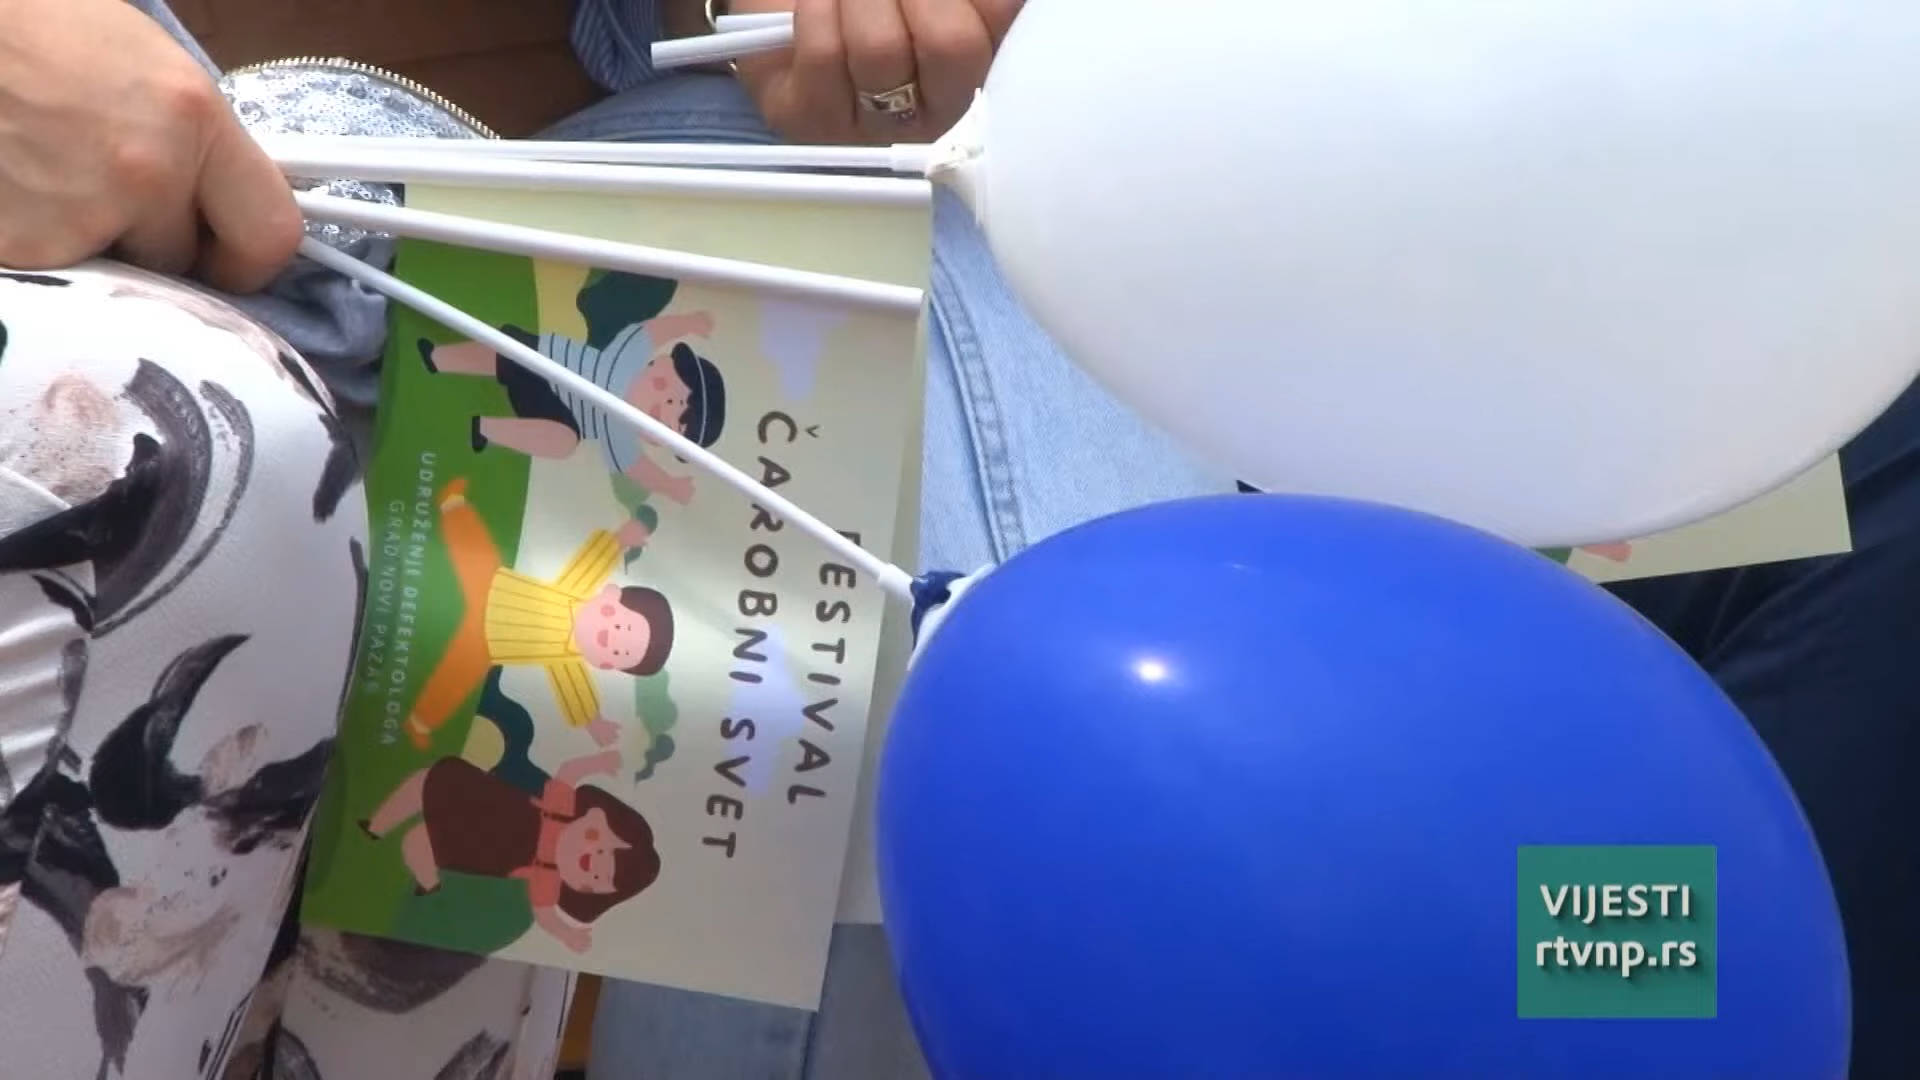 FESTIVAL
ČAROBNI SVET
UDRUŽENJE DEFEKTOLOGA
GRAD NOVI PAZAR
VIJESTI
rtvnp.rs